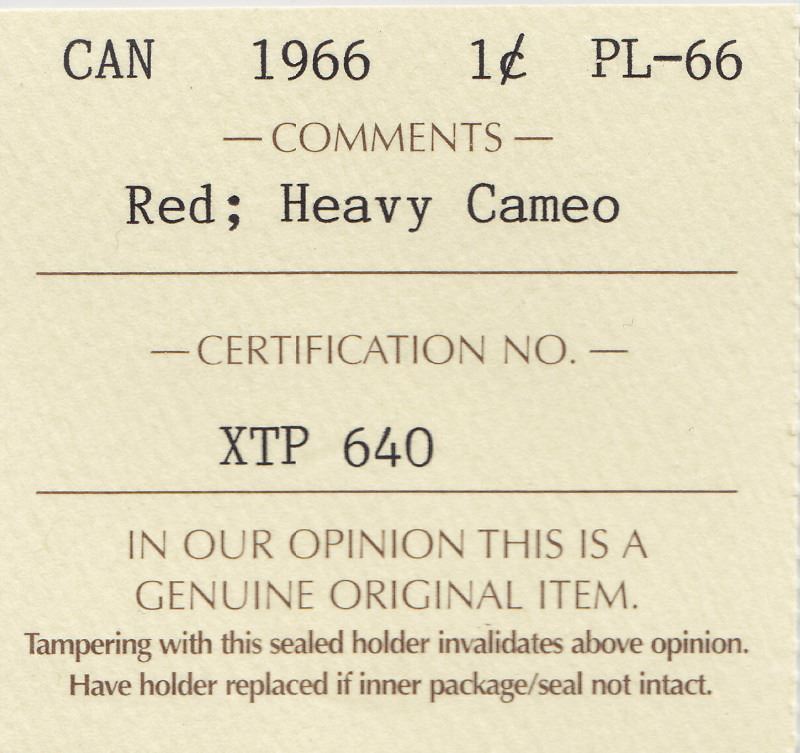 CAN 1966 1¢ PL-66
— COMMENTS —
Red; Heavy Cameo
— CERTIFICATION NO. —
XTP 640
IN OUR OPINION THIS IS A
GENUINE ORIGINAL ITEM.
Tampering with this sealed holder invalidates above opinion.
Have holder replaced if inner package/seal not intact.